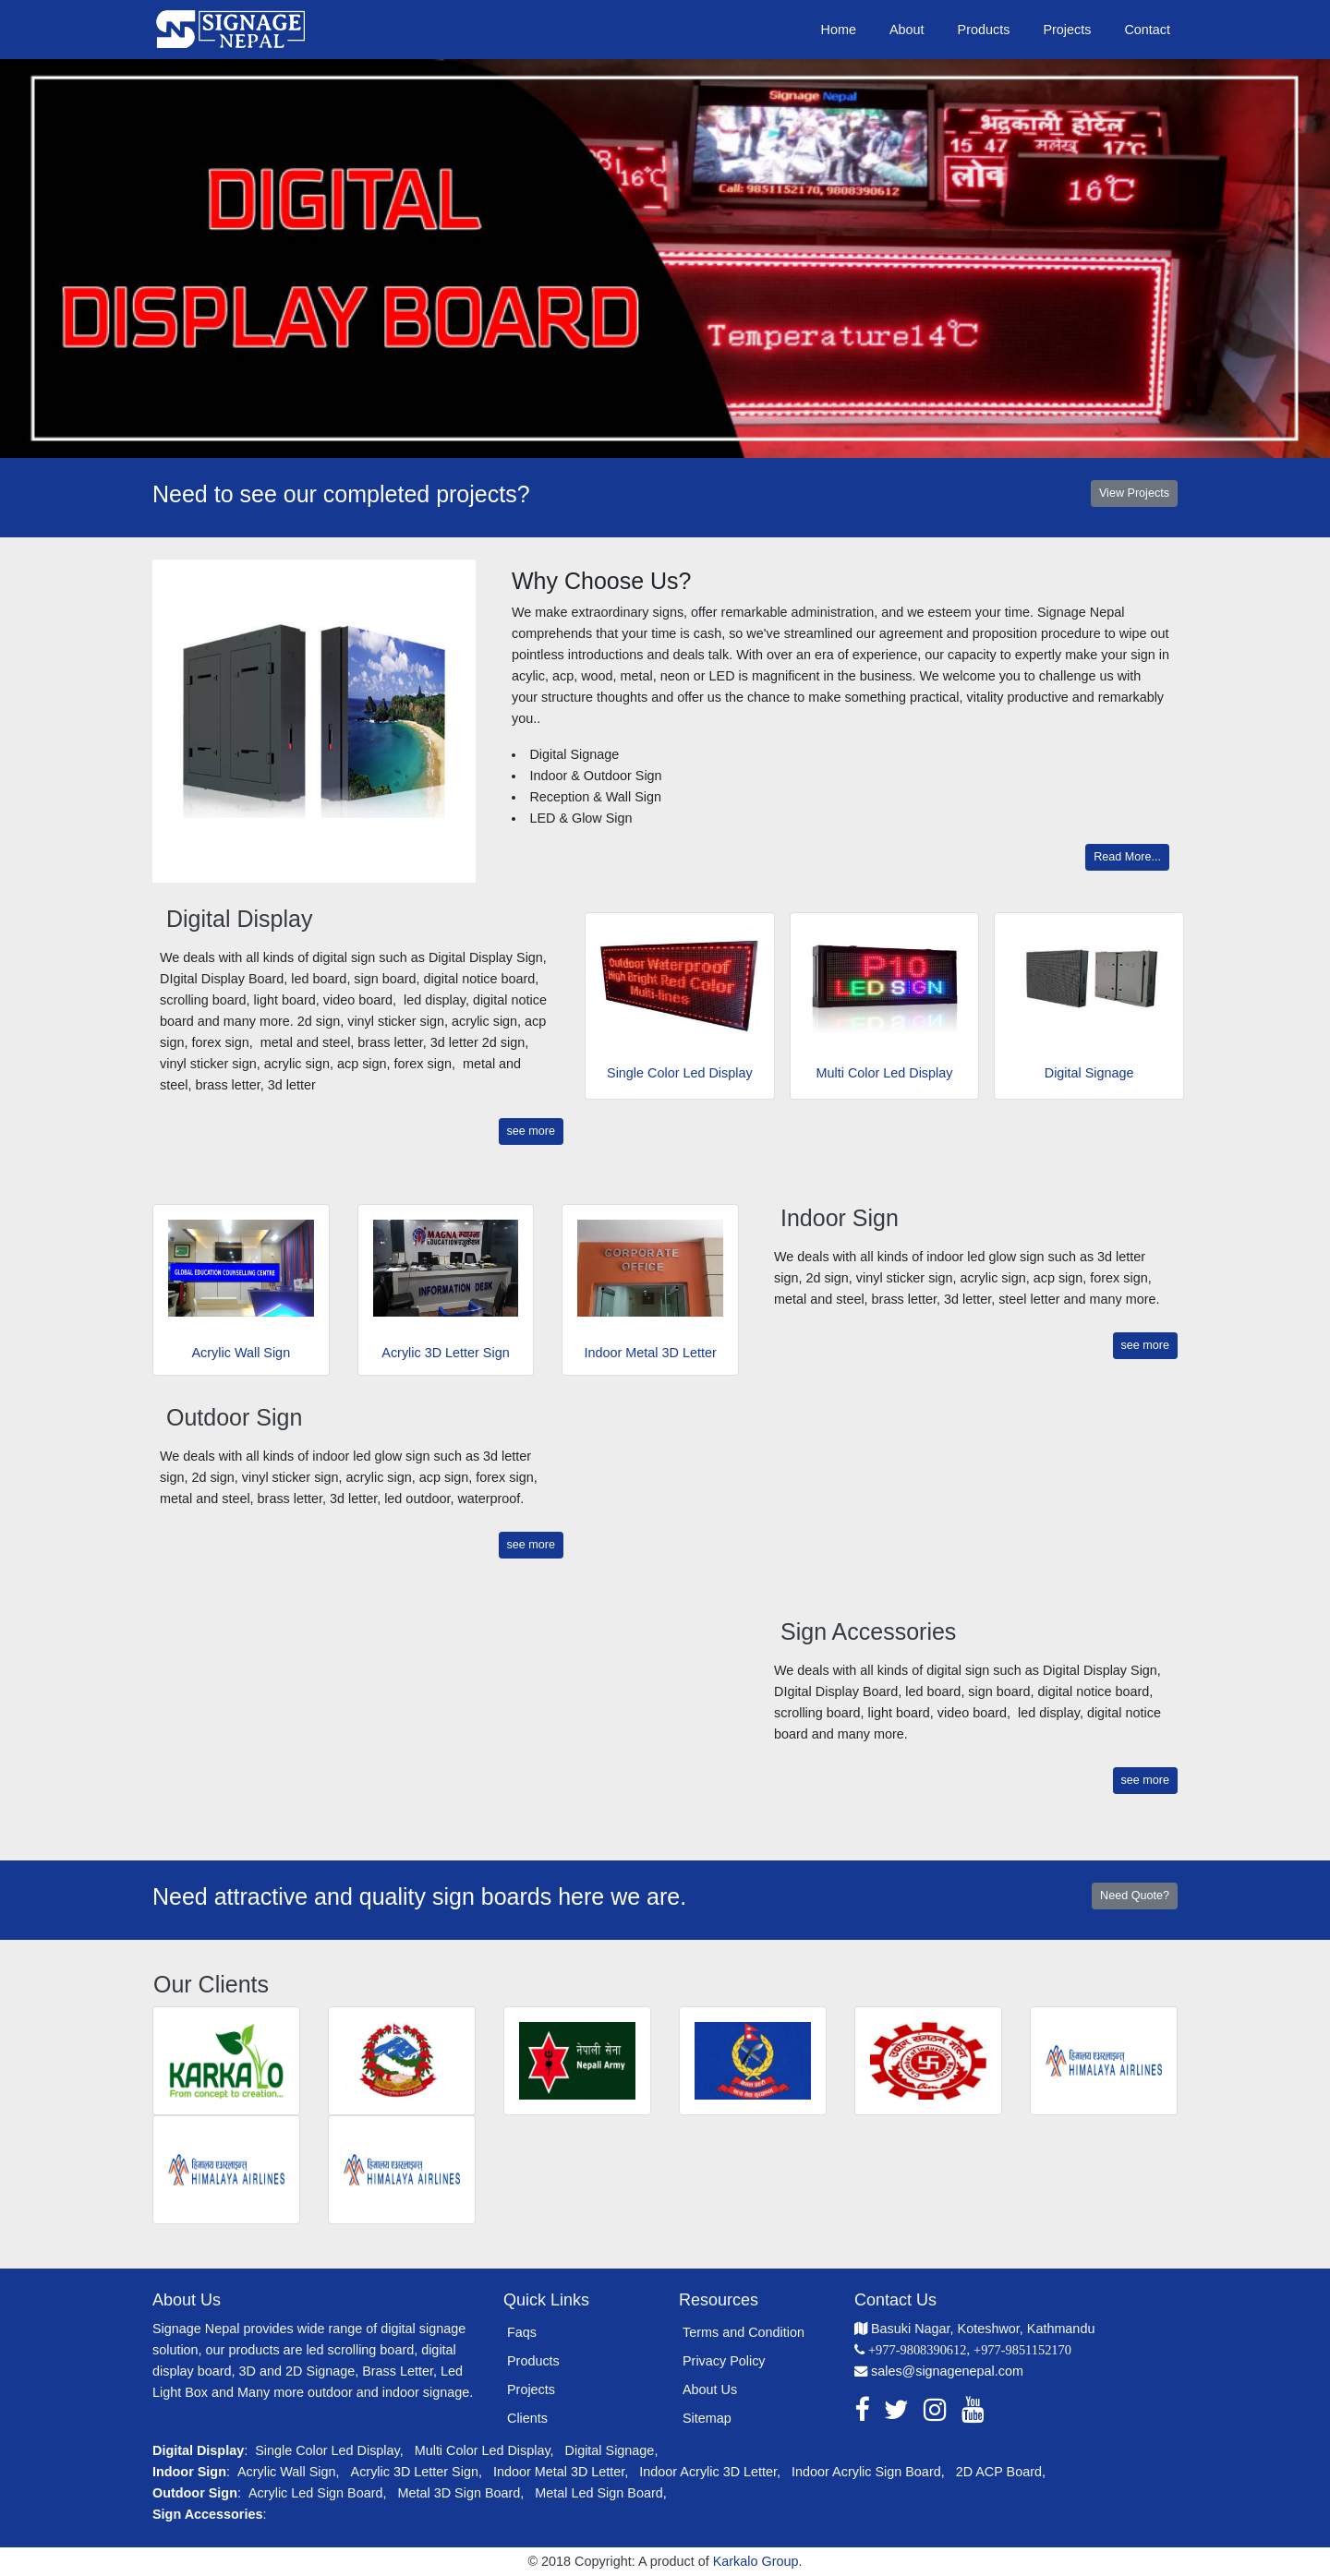 SIGNAGE
NEPAL
Home About Products Projects Contact
DIGITAL
DISPLAY BOARD
Signage Nepal
Call: 9851152170, 9808390612
16℃
भद्रकाली होटेल
15 47 मलेखु 17℃
लोक
16℃
Temperature14℃
Need to see our completed projects?
View Projects
Why Choose Us?
We make extraordinary signs, offer remarkable administration, and we esteem your time. Signage Nepal
comprehends that your time is cash, so we've streamlined our agreement and proposition procedure to wipe out
pointless introductions and deals talk. With over an era of experience, our capacity to expertly make your sign in
acylic, acp, wood, metal, neon or LED is magnificent in the business. We welcome you to challenge us with
your structure thoughts and offer us the chance to make something practical, vitality productive and remarkably
you..
• Digital Signage
• Indoor & Outdoor Sign
• Reception & Wall Sign
• LED & Glow Sign
Read More...
Digital Display
We deals with all kinds of digital sign such as Digital Display Sign,
DIgital Display Board, led board, sign board, digital notice board,
scrolling board, light board, video board, led display, digital notice
board and many more. 2d sign, vinyl sticker sign, acrylic sign, acp
sign, forex sign, metal and steel, brass letter, 3d letter 2d sign,
vinyl sticker sign, acrylic sign, acp sign, forex sign, metal and
steel, brass letter, 3d letter
see more
Outdoor Waterproof
High Bright Red Color
Multi-lines
Single Color Led Display
P10
LED SIGN
Multi Color Led Display
Digital Signage
GLOBAL EDUCATION COUNSELLING CENTRE
Acrylic Wall Sign
MAGNA म्याग्ना
EDUCATION एजुकेशन
INFORMATION DESK
Acrylic 3D Letter Sign
CORPORATE
OFFICE
Indoor Metal 3D Letter
Indoor Sign
We deals with all kinds of indoor led glow sign such as 3d letter
sign, 2d sign, vinyl sticker sign, acrylic sign, acp sign, forex sign,
metal and steel, brass letter, 3d letter, steel letter and many more.
see more
Outdoor Sign
We deals with all kinds of indoor led glow sign such as 3d letter
sign, 2d sign, vinyl sticker sign, acrylic sign, acp sign, forex sign,
metal and steel, brass letter, 3d letter, led outdoor, waterproof.
see more
Sign Accessories
We deals with all kinds of digital sign such as Digital Display Sign,
DIgital Display Board, led board, sign board, digital notice board,
scrolling board, light board, video board, led display, digital notice
board and many more.
see more
Need attractive and quality sign boards here we are.
Need Quote?
Our Clients
KARKALO
From concept to creation...
नेपाली सेना
Nepali Army
हिमालय एअरलाइन्स्
HIMALAYA AIRLINES
हिमालय एअरलाइन्स्
HIMALAYA AIRLINES
हिमालय एअरलाइन्स्
HIMALAYA AIRLINES
About Us
Signage Nepal provides wide range of digital signage
solution, our products are led scrolling board, digital
display board, 3D and 2D Signage, Brass Letter, Led
Light Box and Many more outdoor and indoor signage.
Quick Links
Faqs
Products
Projects
Clients
Resources
Terms and Condition
Privacy Policy
About Us
Sitemap
Contact Us
Basuki Nagar, Koteshwor, Kathmandu
+977-9808390612, +977-9851152170
sales@signagenepal.com
You
Tube
Digital Display: Single Color Led Display, Multi Color Led Display, Digital Signage,
Indoor Sign: Acrylic Wall Sign, Acrylic 3D Letter Sign, Indoor Metal 3D Letter, Indoor Acrylic 3D Letter, Indoor Acrylic Sign Board, 2D ACP Board,
Outdoor Sign: Acrylic Led Sign Board, Metal 3D Sign Board, Metal Led Sign Board,
Sign Accessories:
© 2018 Copyright: A product of Karkalo Group.